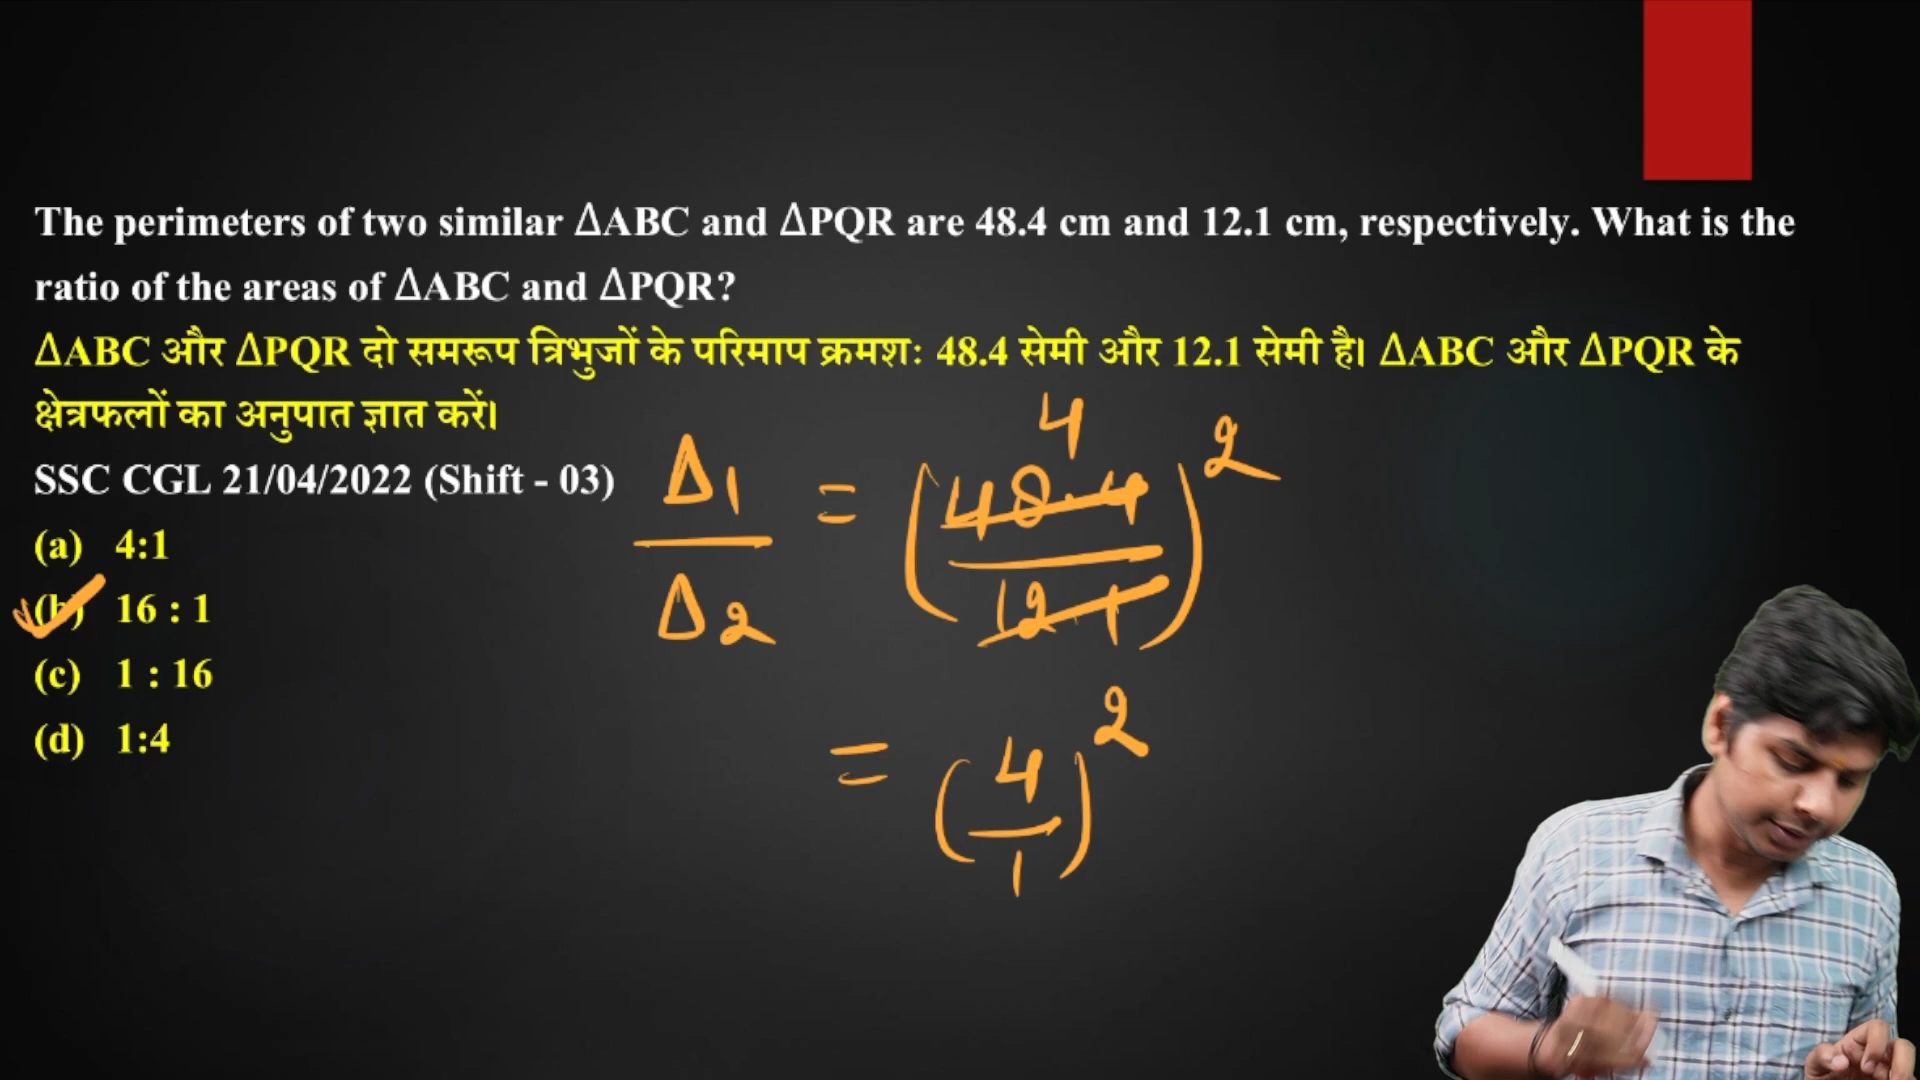 The perimeters of two similar ΔABC and ΔPQR are 48.4 cm and 12.1 cm, respectively. What is the
ratio of the areas of ΔABC and ΔPQR?
ΔABC और ΔPQR दो समरूप त्रिभुजों के परिमाप क्रमशः 48.4 सेमी और 12.1 सेमी है। ΔABC और ΔPQR के
क्षेत्रफलों का अनुपात ज्ञात करें।
SSC CGL 21/04/2022 (Shift - 03)
(a) 4:1
(b) 16 : 1
(c) 1 : 16
(d) 1:4
4
Δ1 / Δ2 = (48.4 / 12.1)²
= (4 / 1)²